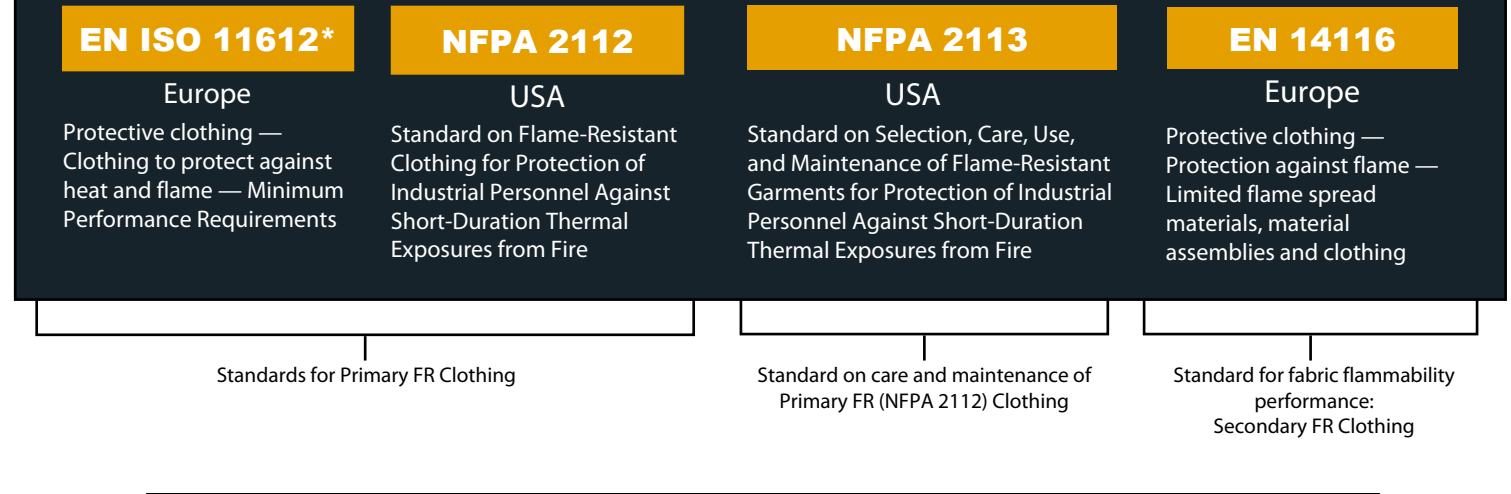 EN ISO 11612*
Europe
Protective clothing —
Clothing to protect against
heat and flame — Minimum
Performance Requirements
NFPA 2112
USA
Standard on Flame-Resistant
Clothing for Protection of
Industrial Personnel Against
Short-Duration Thermal
Exposures from Fire
NFPA 2113
USA
Standard on Selection, Care, Use,
and Maintenance of Flame-Resistant
Garments for Protection of Industrial
Personnel Against Short-Duration
Thermal Exposures from Fire
EN 14116
Europe
Protective clothing —
Protection against flame —
Limited flame spread
materials, material
assemblies and clothing
Standards for Primary FR Clothing
Standard on care and maintenance of
Primary FR (NFPA 2112) Clothing
Standard for fabric flammability
performance:
Secondary FR Clothing